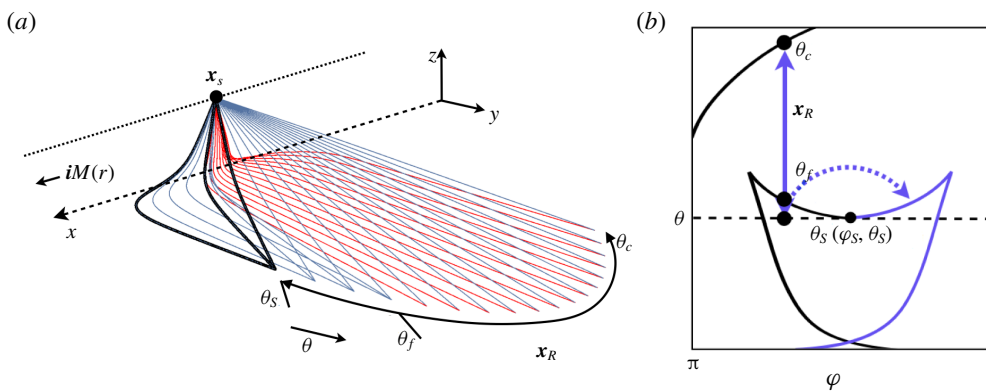 (a)
x_s
z
y
iM(r)
x
θ_S
θ
θ_f
x_R
θ_c
(b)
θ_c
x_R
θ_f
θ
θ_S (φ_S, θ_S)
π
φ